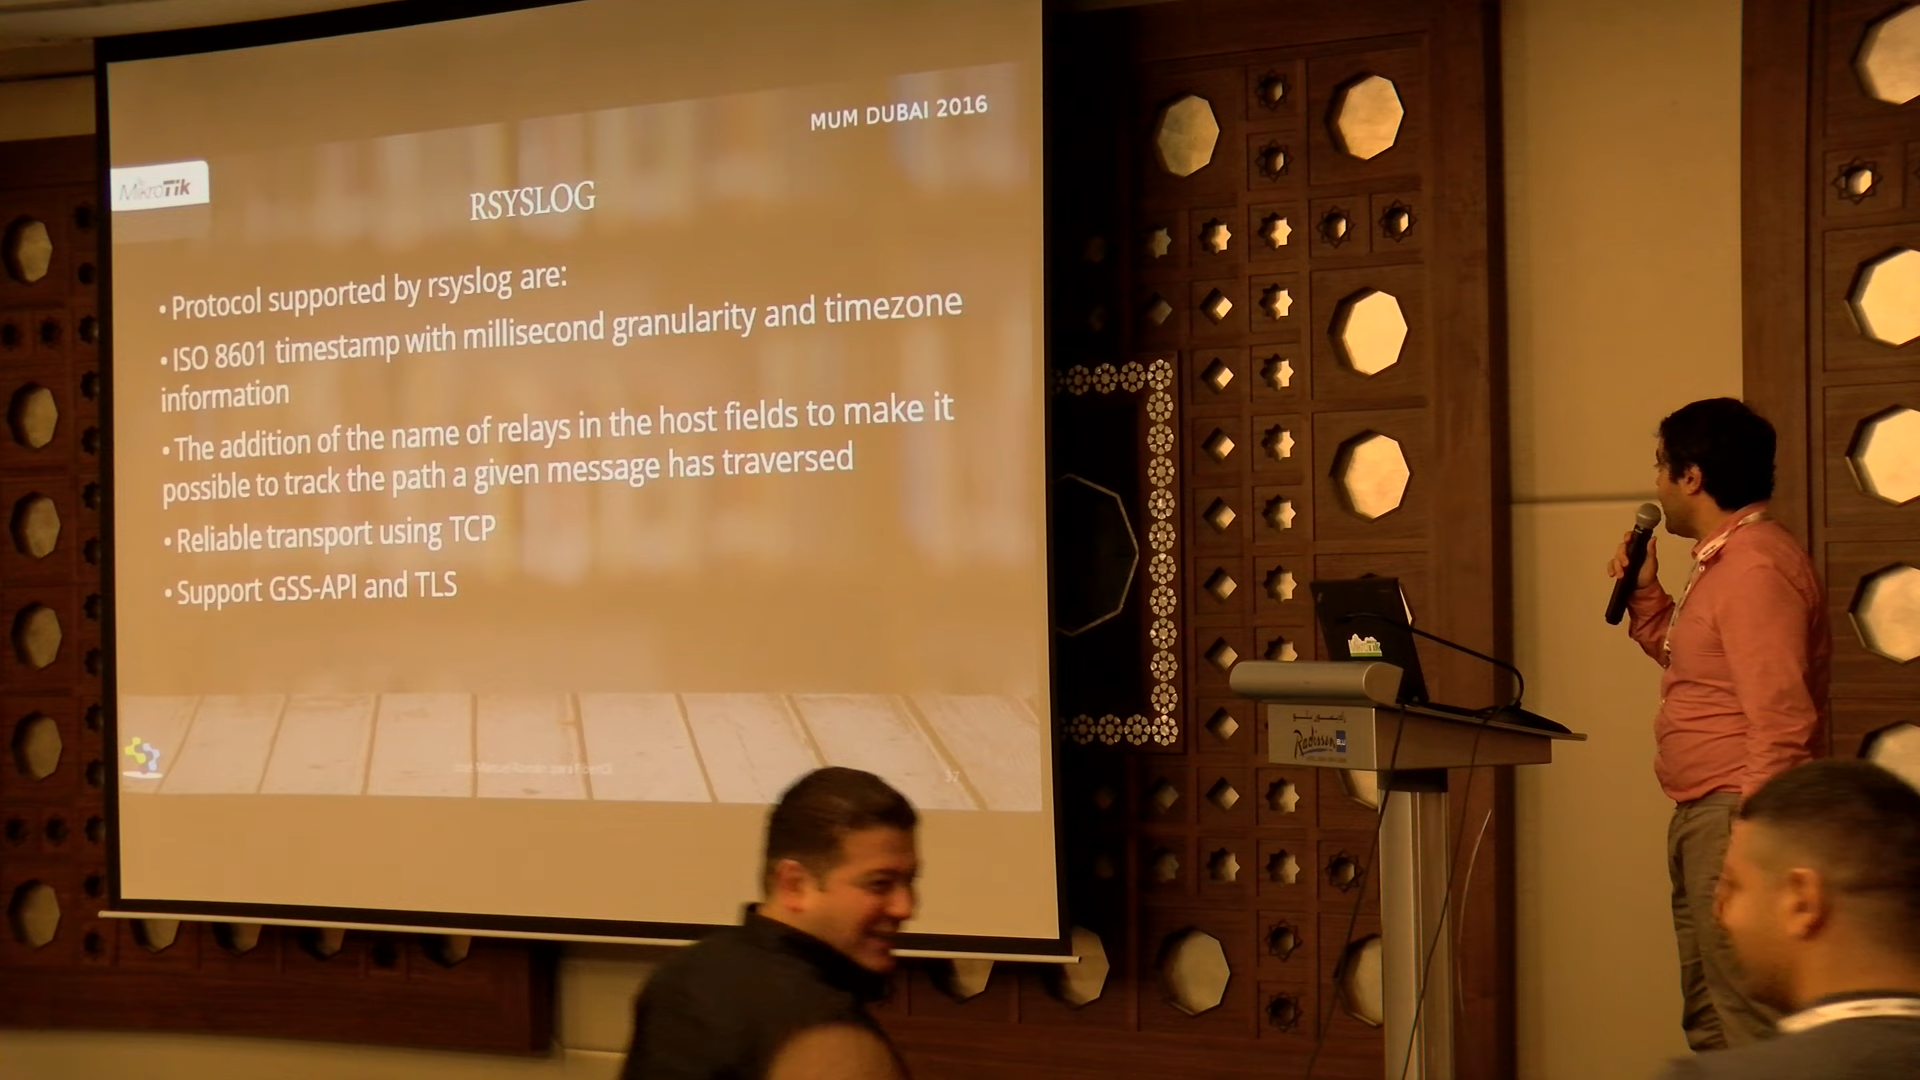 MUM DUBAI 2016
MikroTik
RSYSLOG
• Protocol supported by rsyslog are:
• ISO 8601 timestamp with millisecond granularity and timezone
information
• The addition of the name of relays in the host fields to make it
possible to track the path a given message has traversed
• Reliable transport using TCP
• Support GSS-API and TLS
37
Radisson
BLU